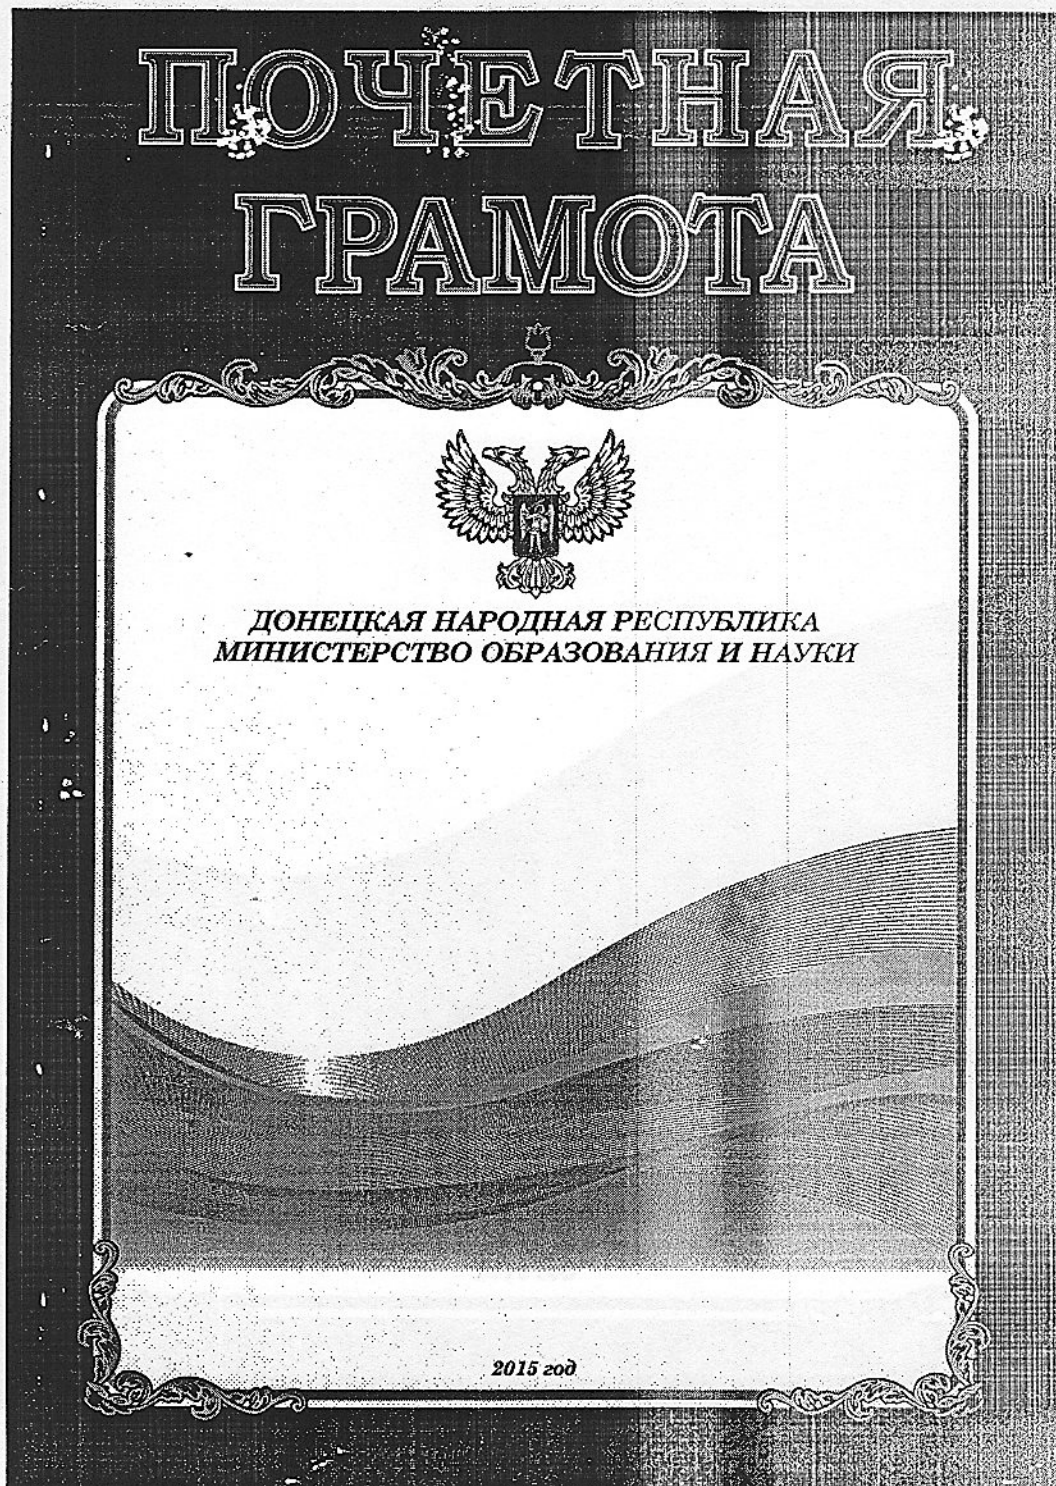 ПОЧЕТНАЯ
ГРАМОТА
ДОНЕЦКАЯ НАРОДНАЯ РЕСПУБЛИКА
МИНИСТЕРСТВО ОБРАЗОВАНИЯ И НАУКИ
2015 год